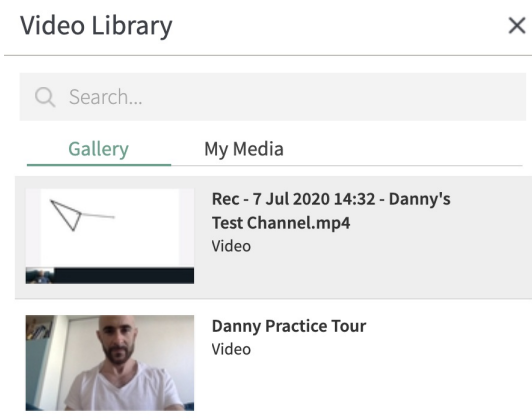 Video Library
Search...
Gallery
My Media
Rec - 7 Jul 2020 14:32 - Danny's
Test Channel.mp4
Video
Danny Practice Tour
Video